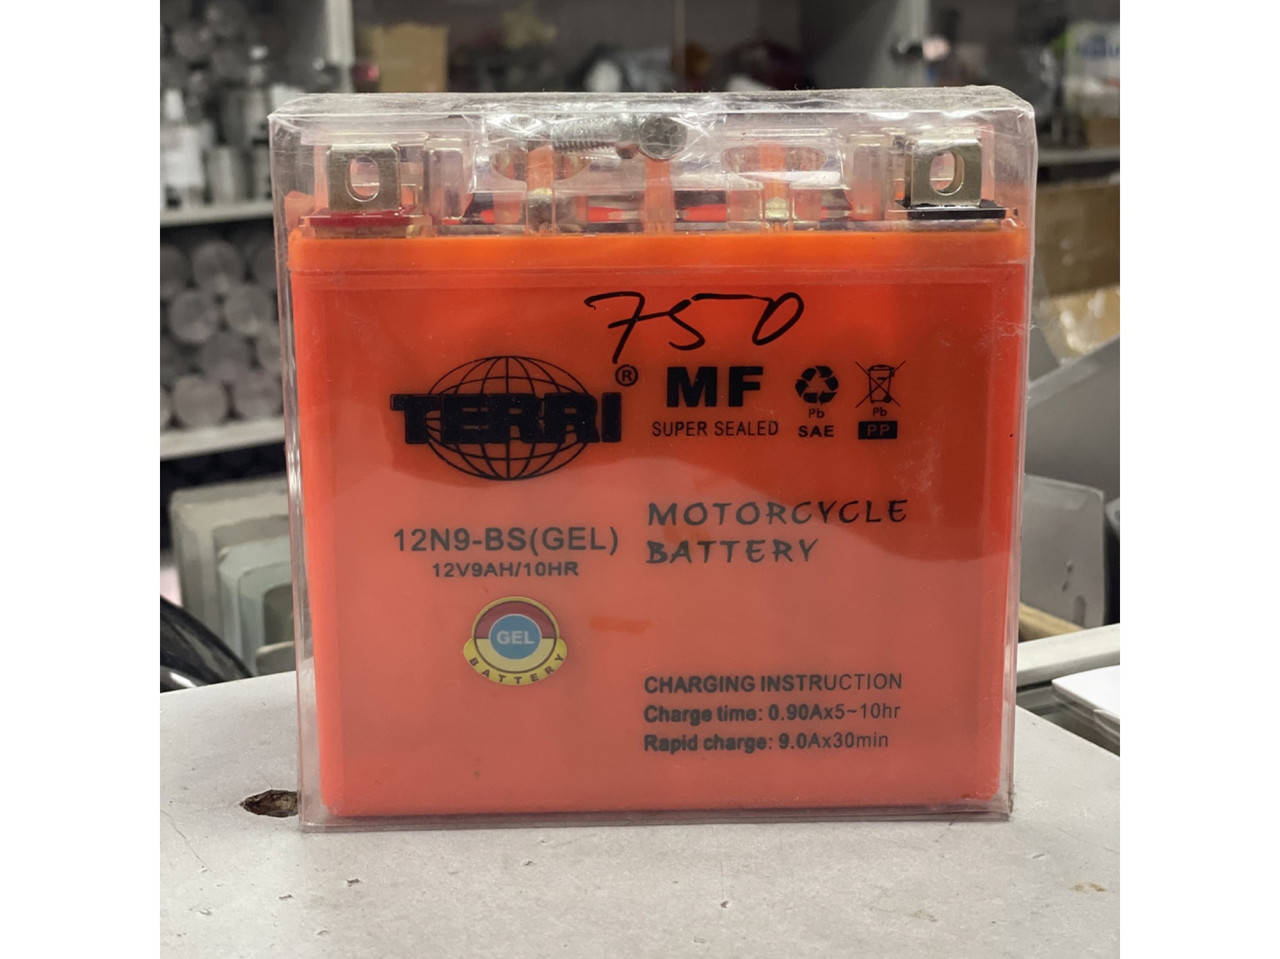 750
TERRI®
MF
SUPER SEALED
Pb
SAE
Pb
PP
12N9-BS(GEL)
12V9AH/10HR
MOTORCYCLE
BATTERY
GEL
BATTERY
CHARGING INSTRUCTION
Charge time: 0.90Ax5~10hr
Rapid charge: 9.0Ax30min